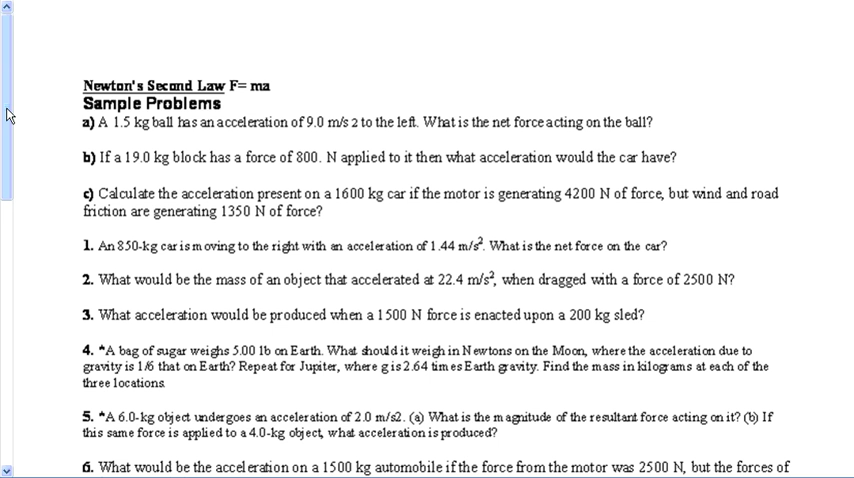 Newton's Second Law F= ma
Sample Problems
a) A 1.5 kg ball has an acceleration of 9.0 m/s 2 to the left. What is the net force acting on the ball?
b) If a 19.0 kg block has a force of 800. N applied to it then what acceleration would the car have?
c) Calculate the acceleration present on a 1600 kg car if the motor is generating 4200 N of force, but wind and road
friction are generating 1350 N of force?
1. An 850-kg car is moving to the right with an acceleration of 1.44 m/s². What is the net force on the car?
2. What would be the mass of an object that accelerated at 22.4 m/s², when dragged with a force of 2500 N?
3. What acceleration would be produced when a 1500 N force is enacted upon a 200 kg sled?
4. *A bag of sugar weighs 5.00 lb on Earth. What should it weigh in Newtons on the Moon, where the acceleration due to
gravity is 1/6 that on Earth? Repeat for Jupiter, where g is 2.64 times Earth gravity. Find the mass in kilograms at each of the
three locations.
5. *A 6.0-kg object undergoes an acceleration of 2.0 m/s2. (a) What is the magnitude of the resultant force acting on it? (b) If
this same force is applied to a 4.0-kg object, what acceleration is produced?
6. What would be the acceleration on a 1500 kg automobile if the force from the motor was 2500 N, but the forces of